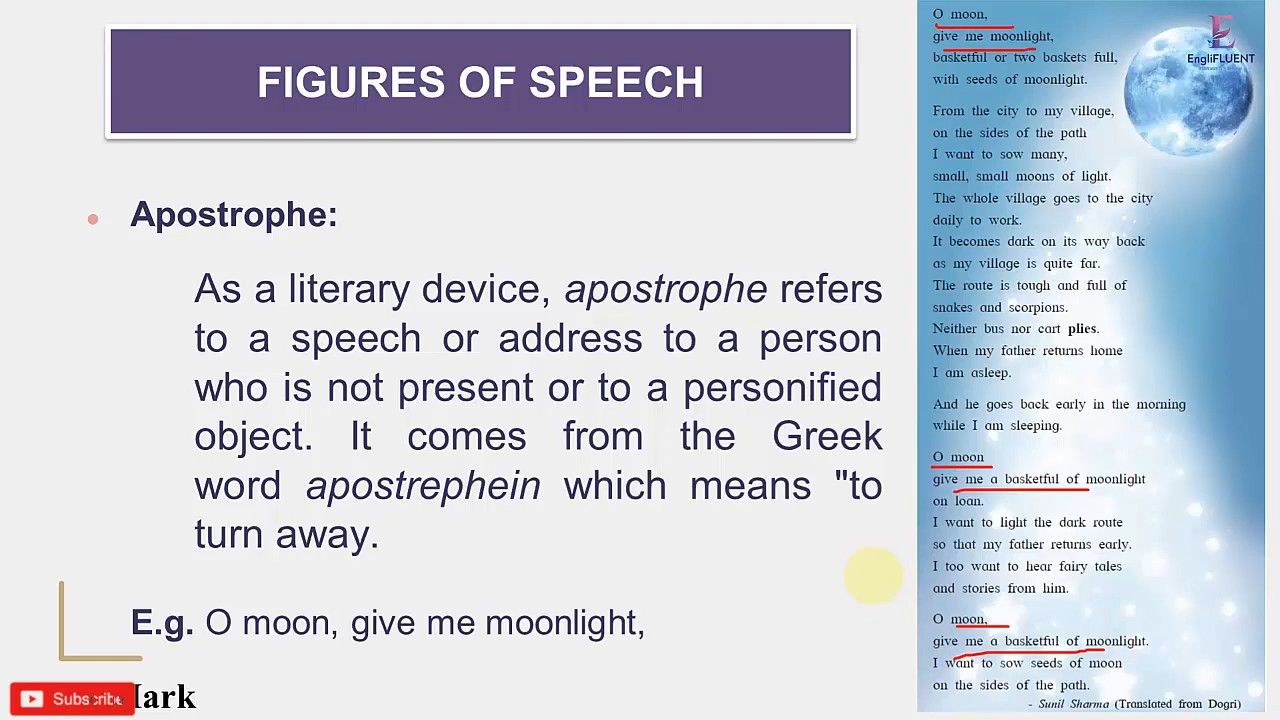 FIGURES OF SPEECH
Apostrophe:
As a literary device, apostrophe refers
to a speech or address to a person
who is not present or to a personified
object. It comes from the Greek
word apostrephein which means "to
turn away.
E.g. O moon, give me moonlight,
Subscribe
O moon,
give me moonlight,
basketful or two baskets full,
with seeds of moonlight.
From the city to my village,
on the sides of the path
I want to sow many,
small, small moons of light.
The whole village goes to the city
daily to work.
It becomes dark on its way back
as my village is quite far.
The route is tough and full of
snakes and scorpions.
Neither bus nor cart plies.
When my father returns home
I am asleep.
And he goes back early in the morning
while I am sleeping.
O moon
give me a basketful of moonlight
on loan.
I want to light the dark route
so that my father returns early.
I too want to hear fairy tales
and stories from him.
O moon,
give me a basketful of moonlight.
I want to sow seeds of moon
on the sides of the path.
- Sunil Sharma (Translated from Dogri)
EngliFLUENT